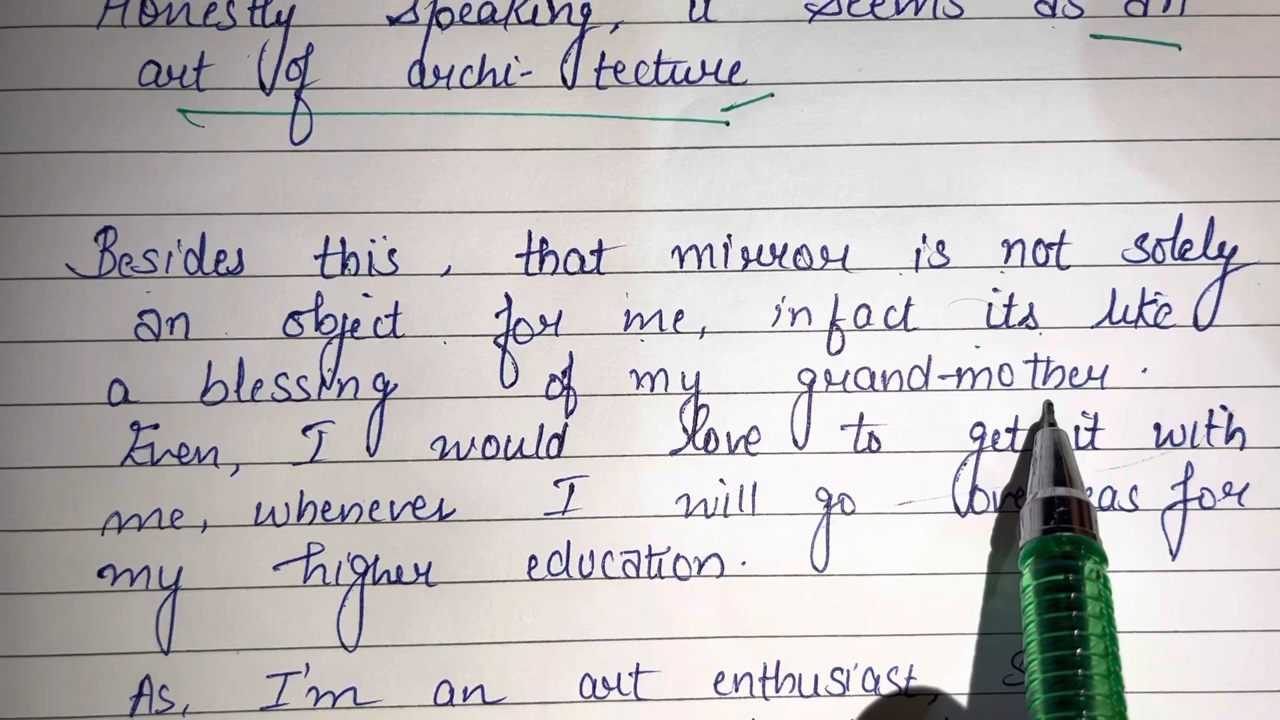 Honestly speaking, it seems as an
art of archi-tecture
Besides this, that mirror is not solely
an object for me, infact its like
a blessing of my grand-mother.
Even, I would love to get it with
me, whenever I will go for
my higher education.
As, I'm an art enthusiast,